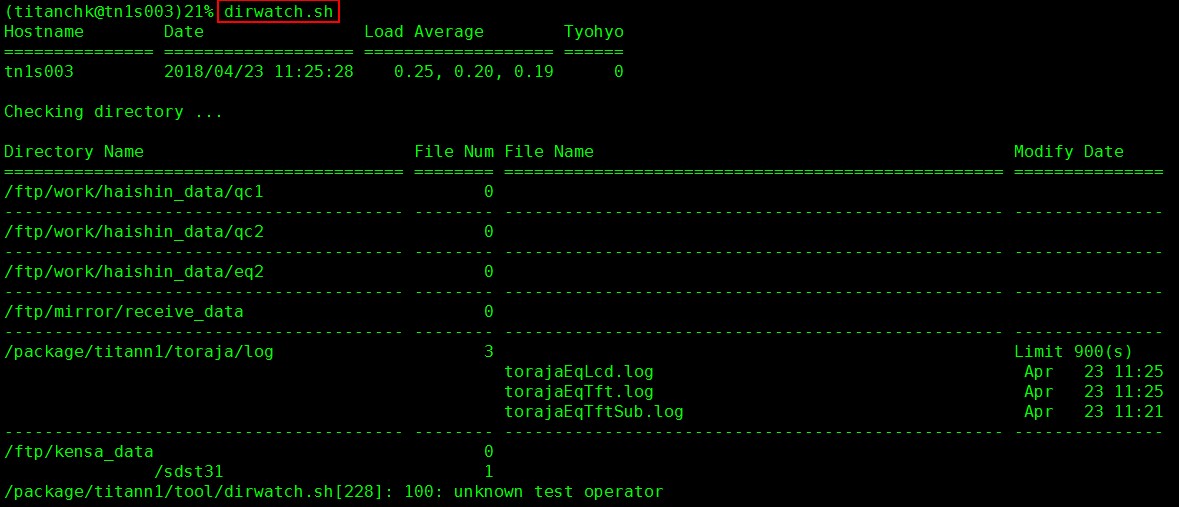 (titanchk@tn1s003)21% dirwatch.sh
Hostname        Date                Load Average        Tyohyo
=============== =================== =================== ======
tn1s003         2018/04/23 11:25:28    0.25, 0.20, 0.19      0
Checking directory ...
Directory Name                           File Num File Name                                          Modify Date
======================================== ======== ================================================== ===============
/ftp/work/haishin_data/qc1                      0
---------------------------------------- -------- -------------------------------------------------- ---------------
/ftp/work/haishin_data/qc2                      0
---------------------------------------- -------- -------------------------------------------------- ---------------
/ftp/work/haishin_data/eq2                      0
---------------------------------------- -------- -------------------------------------------------- ---------------
/ftp/mirror/receive_data                        0
---------------------------------------- -------- -------------------------------------------------- ---------------
/package/titann1/toraja/log                     3                                                    Limit 900(s)
                                                  torajaEqLcd.log                                     Apr   23 11:25
                                                  torajaEqTft.log                                     Apr   23 11:25
                                                  torajaEqTftSub.log                                  Apr   23 11:21
---------------------------------------- -------- -------------------------------------------------- ---------------
/ftp/kensa_data                                 0
               /sdst31                          1
/package/titann1/tool/dirwatch.sh[228]: 100: unknown test operator